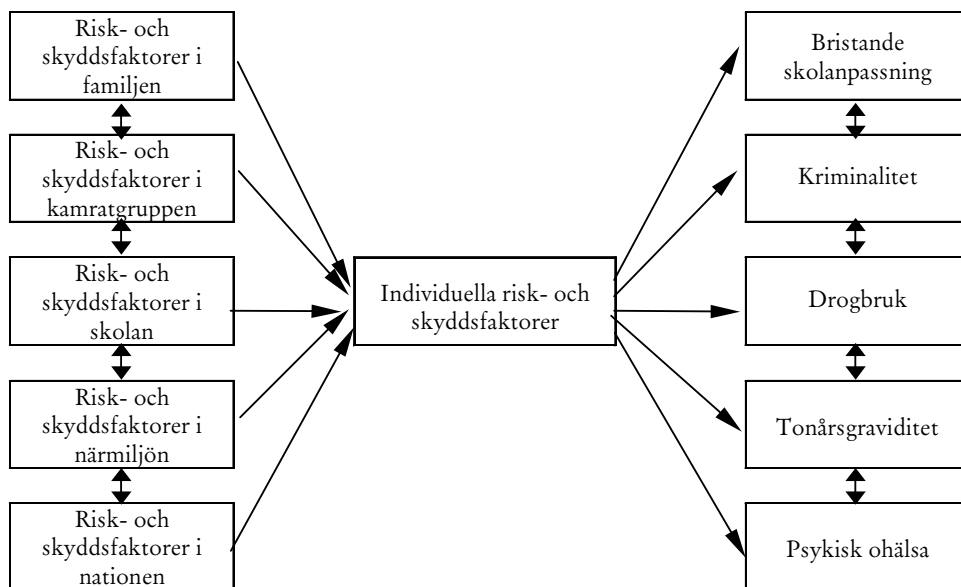 Risk- och
skyddsfaktorer i
familjen
Risk- och
skyddsfaktorer i
kamratgruppen
Risk- och
skyddsfaktorer i
skolan
Risk- och
skyddsfaktorer i
närmiljön
Risk- och
skyddsfaktorer i
nationen
Individuella risk- och
skyddsfaktorer
Bristande
skolanpassning
Kriminalitet
Drogbruk
Tonårsgraviditet
Psykisk ohälsa